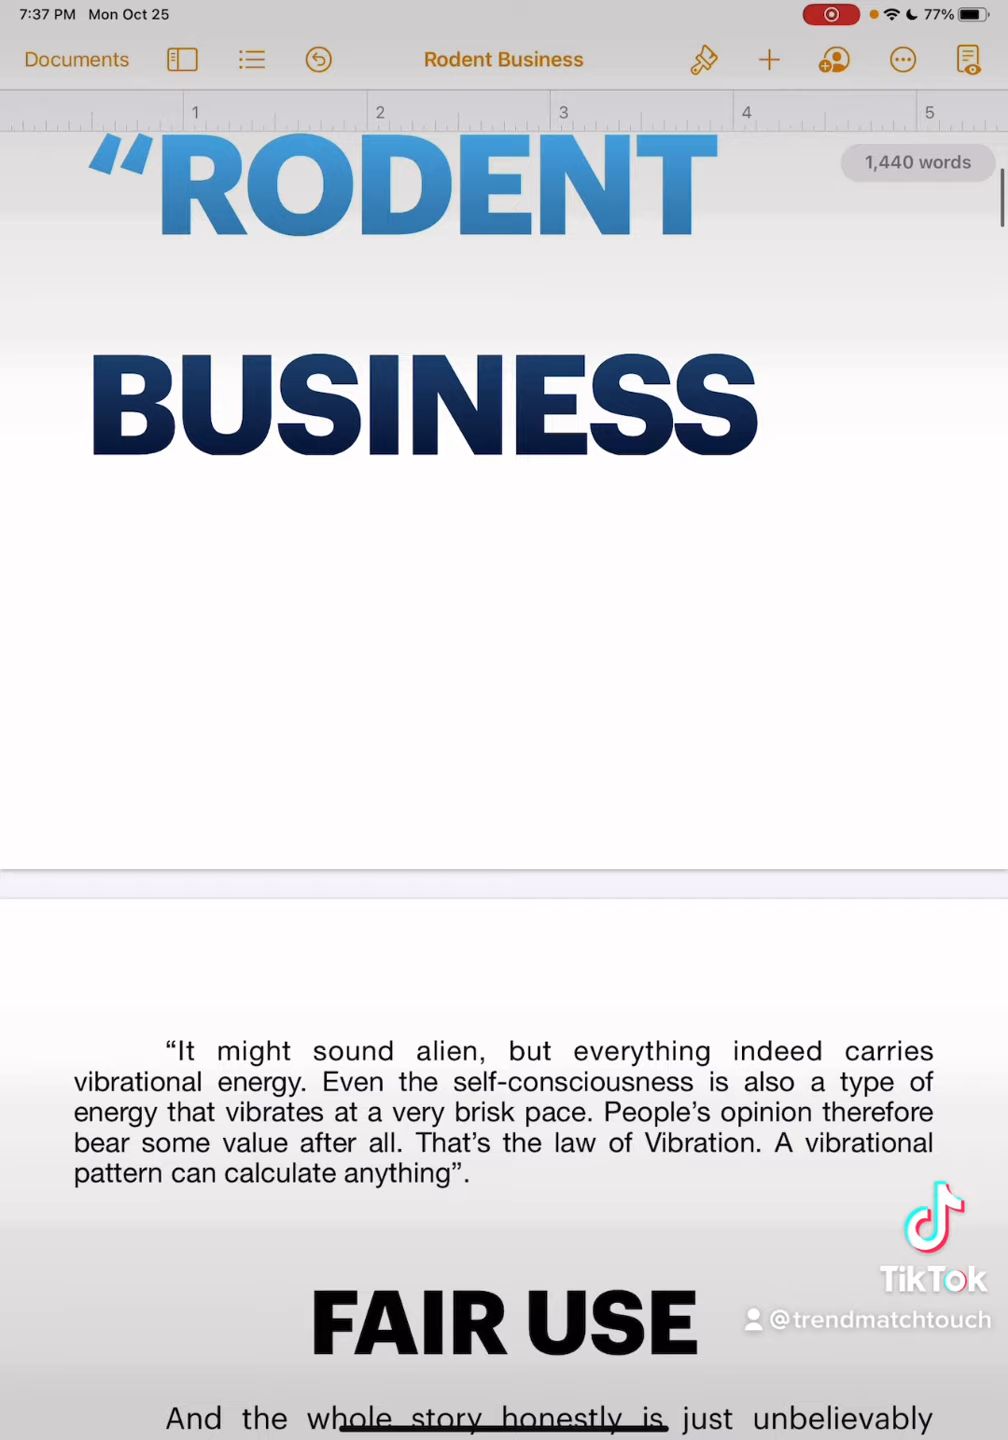 7:37 PM Mon Oct 25
77%
Documents
Rodent Business
1 2 3 4 5
“RODENT
1,440 words
BUSINESS
“It might sound alien, but everything indeed carries
vibrational energy. Even the self-consciousness is also a type of
energy that vibrates at a very brisk pace. People’s opinion therefore
bear some value after all. That’s the law of Vibration. A vibrational
pattern can calculate anything”.
TikTok
@trendmatchtouch
FAIR USE
And the whole story honestly is just unbelievably